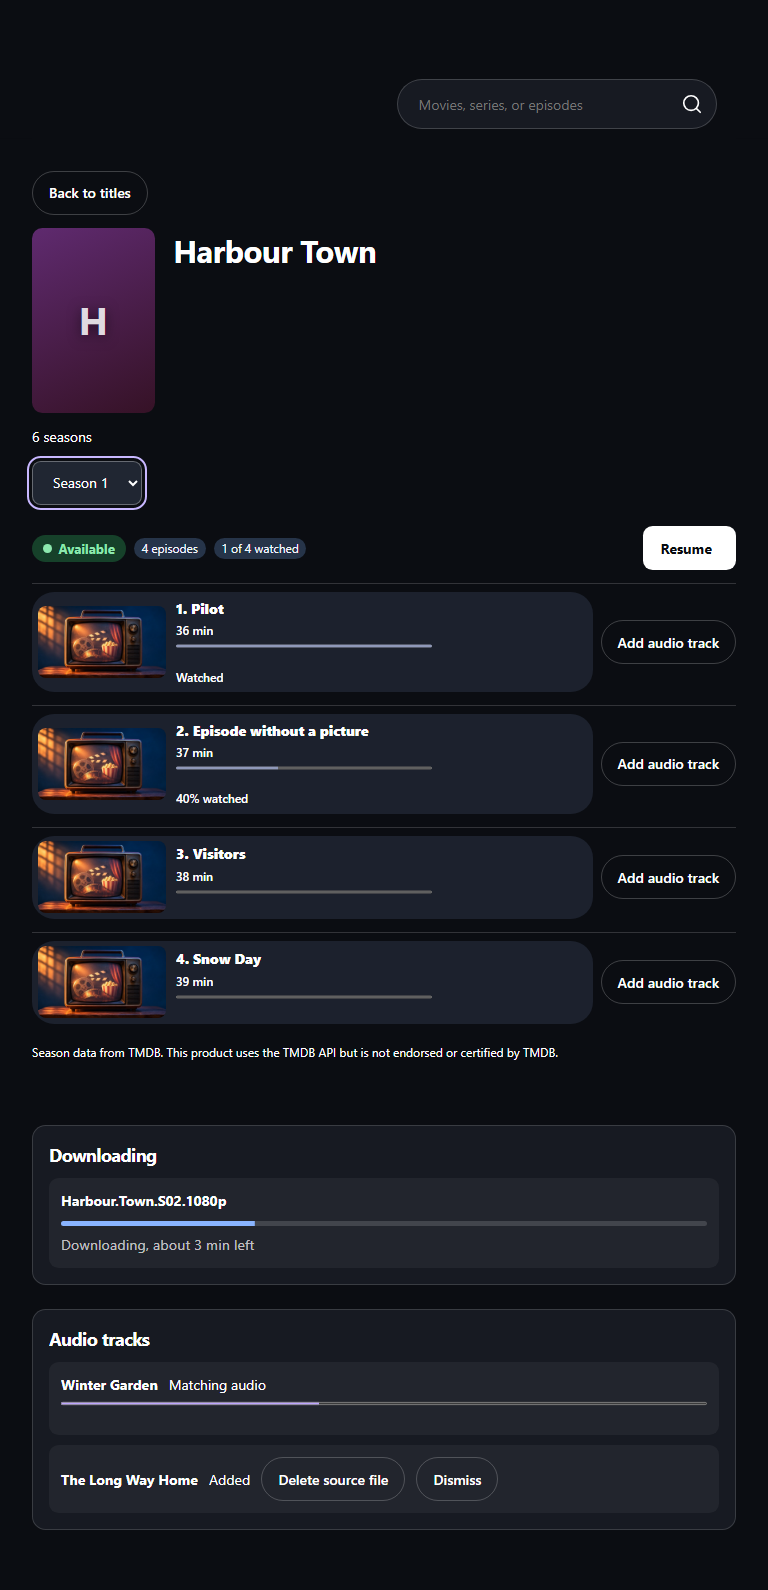 Movies, series, or episodes
Back to titles
H
Harbour Town
6 seasons
Season 1
Available
4 episodes
1 of 4 watched
Resume
1. Pilot
36 min
Watched
Add audio track
2. Episode without a picture
37 min
40% watched
Add audio track
3. Visitors
38 min
Add audio track
4. Snow Day
39 min
Add audio track
Season data from TMDB. This product uses the TMDB API but is not endorsed or certified by TMDB.
Downloading
Harbour.Town.S02.1080p
Downloading, about 3 min left
Audio tracks
Winter Garden Matching audio
The Long Way Home Added
Delete source file
Dismiss